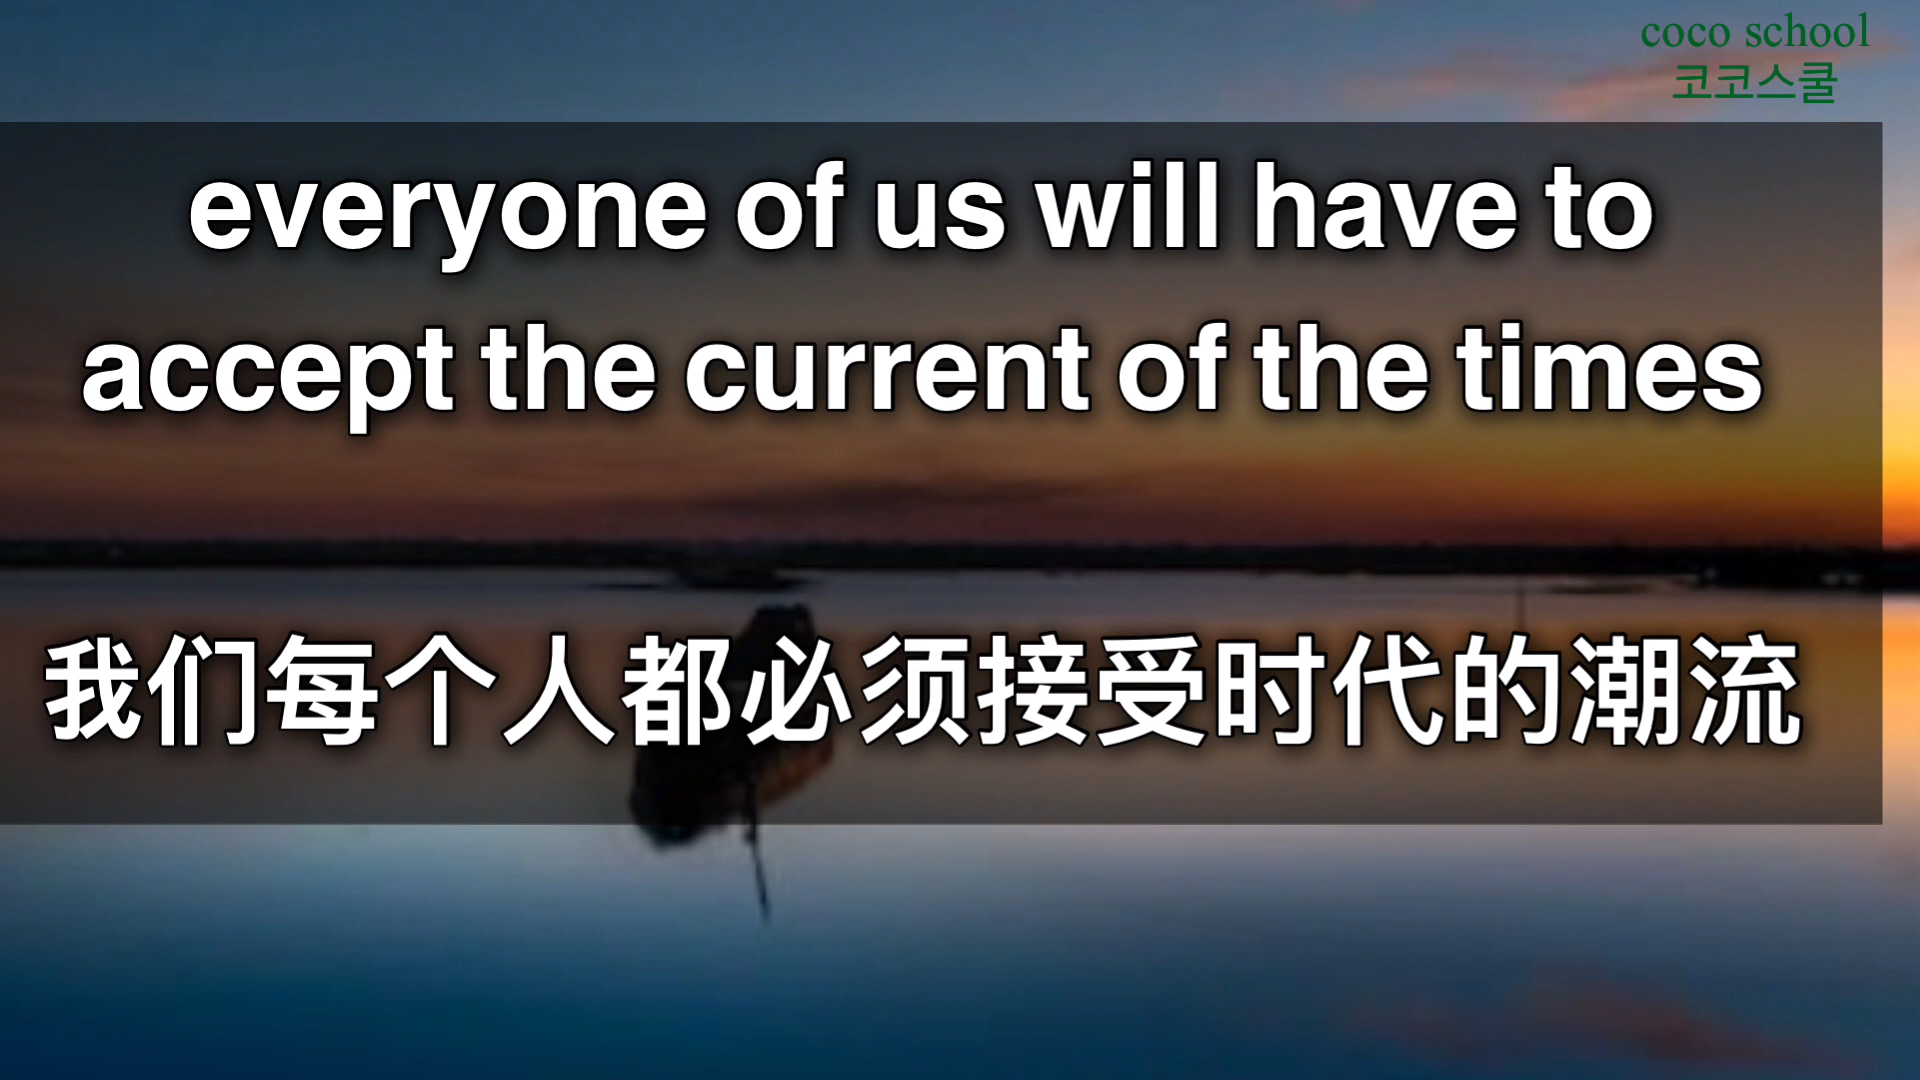 coco school
코코스쿨
everyone of us will have to
accept the current of the times
我们每个人都必须接受时代的潮流